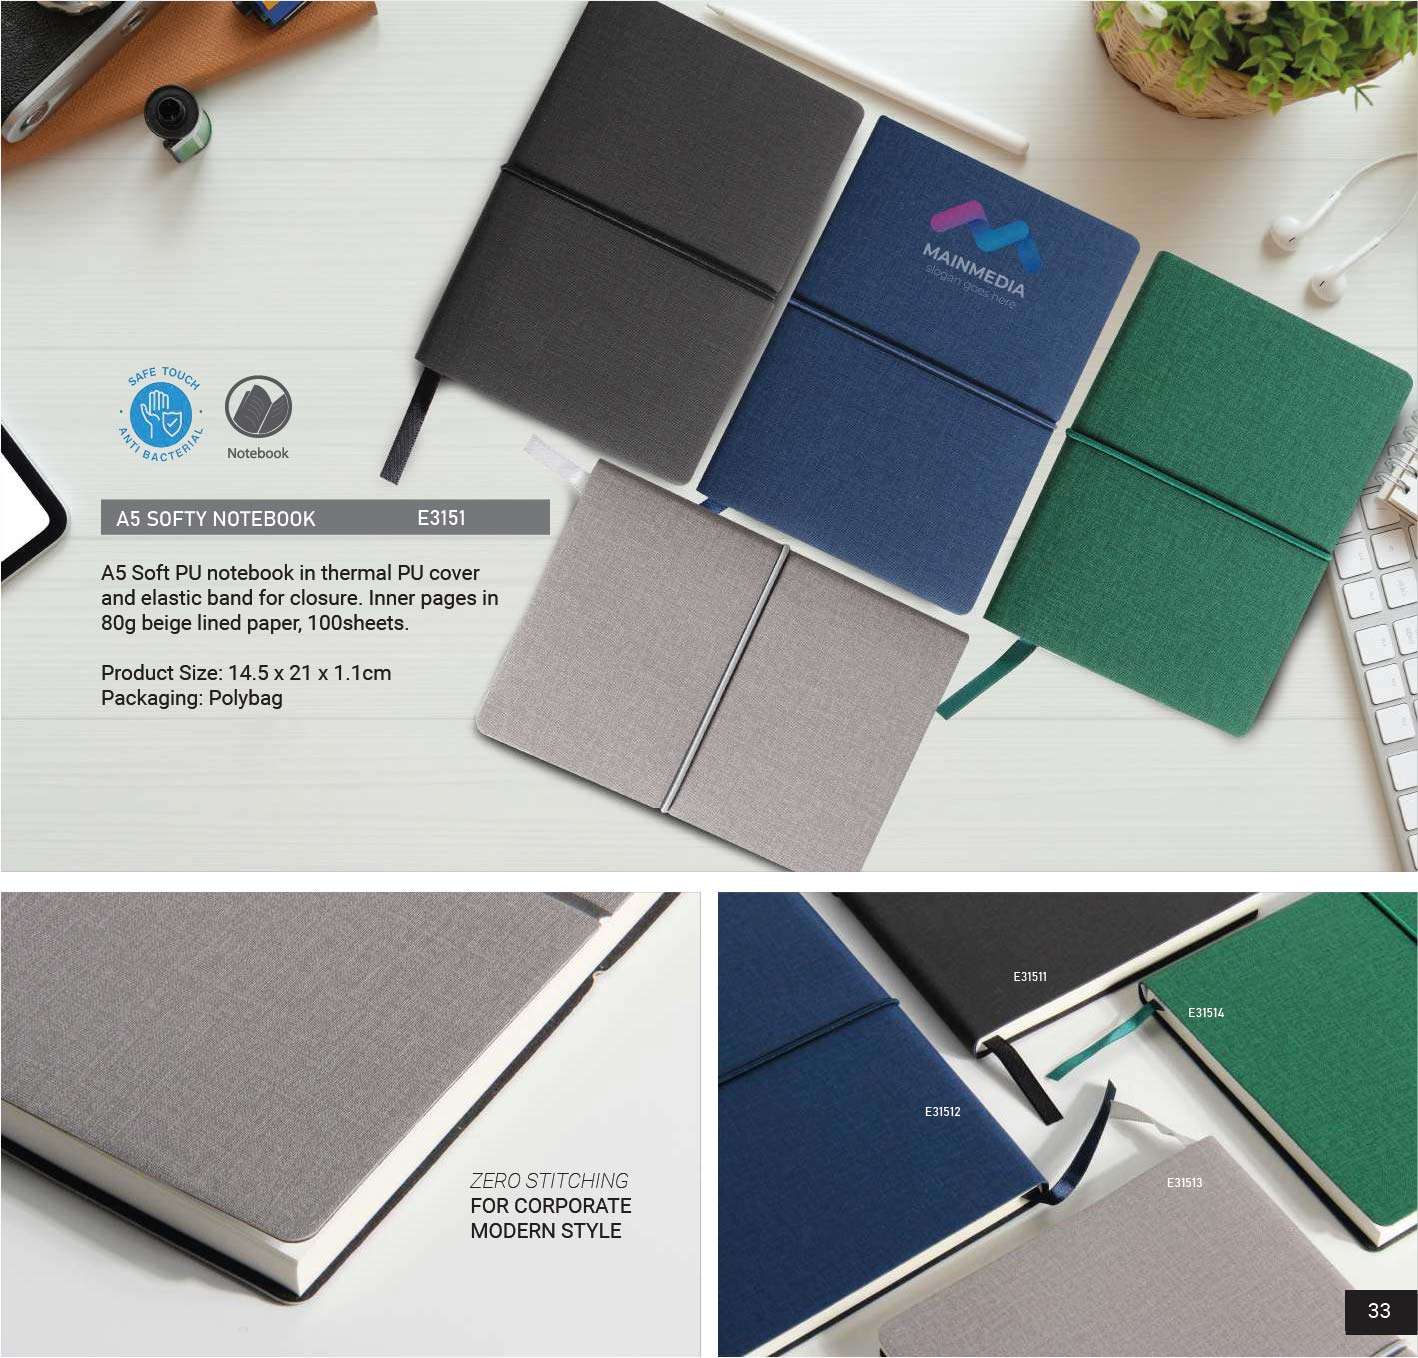 MAINMEDIA
slogan goes here
SAFE TOUCH
ANTI BACTERIAL
Notebook
A5 SOFTY NOTEBOOK E3151
A5 Soft PU notebook in thermal PU cover
and elastic band for closure. Inner pages in
80g beige lined paper, 100sheets.
Product Size: 14.5 x 21 x 1.1cm
Packaging: Polybag
ZERO STITCHING
FOR CORPORATE
MODERN STYLE
E31511
E31514
E31512
E31513
33